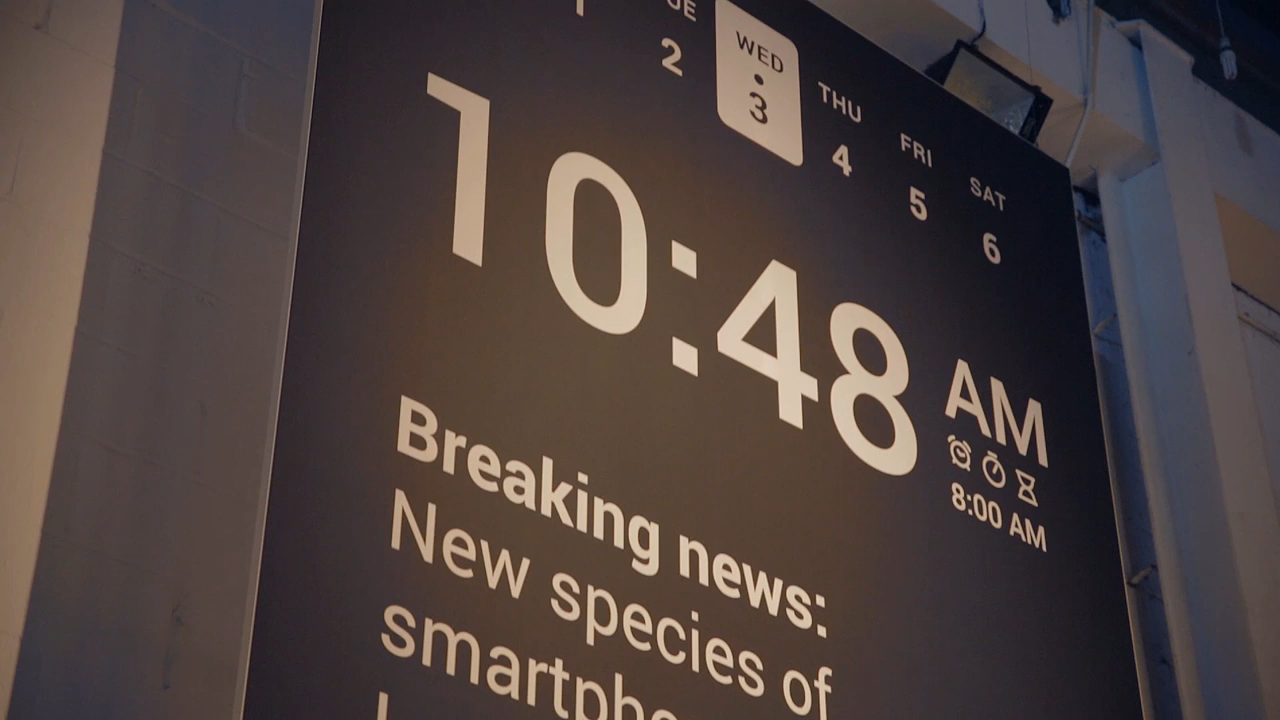 WED THU FRI SAT
2 3 4 5 6
10:48 AM
8:00 AM
Breaking news:
New species of